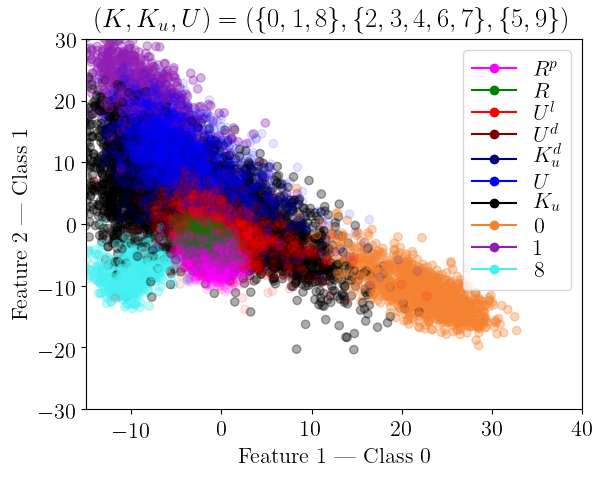 (K, K_u, U) = ({0, 1, 8}, {2, 3, 4, 6, 7}, {5, 9})
30
20
10
0
−10
−20
−30
−10
0
10
20
30
40
Feature 2 — Class 1
Feature 1 — Class 0
R^p
R
U^l
U^d
K_u^d
U
K_u
0
1
8